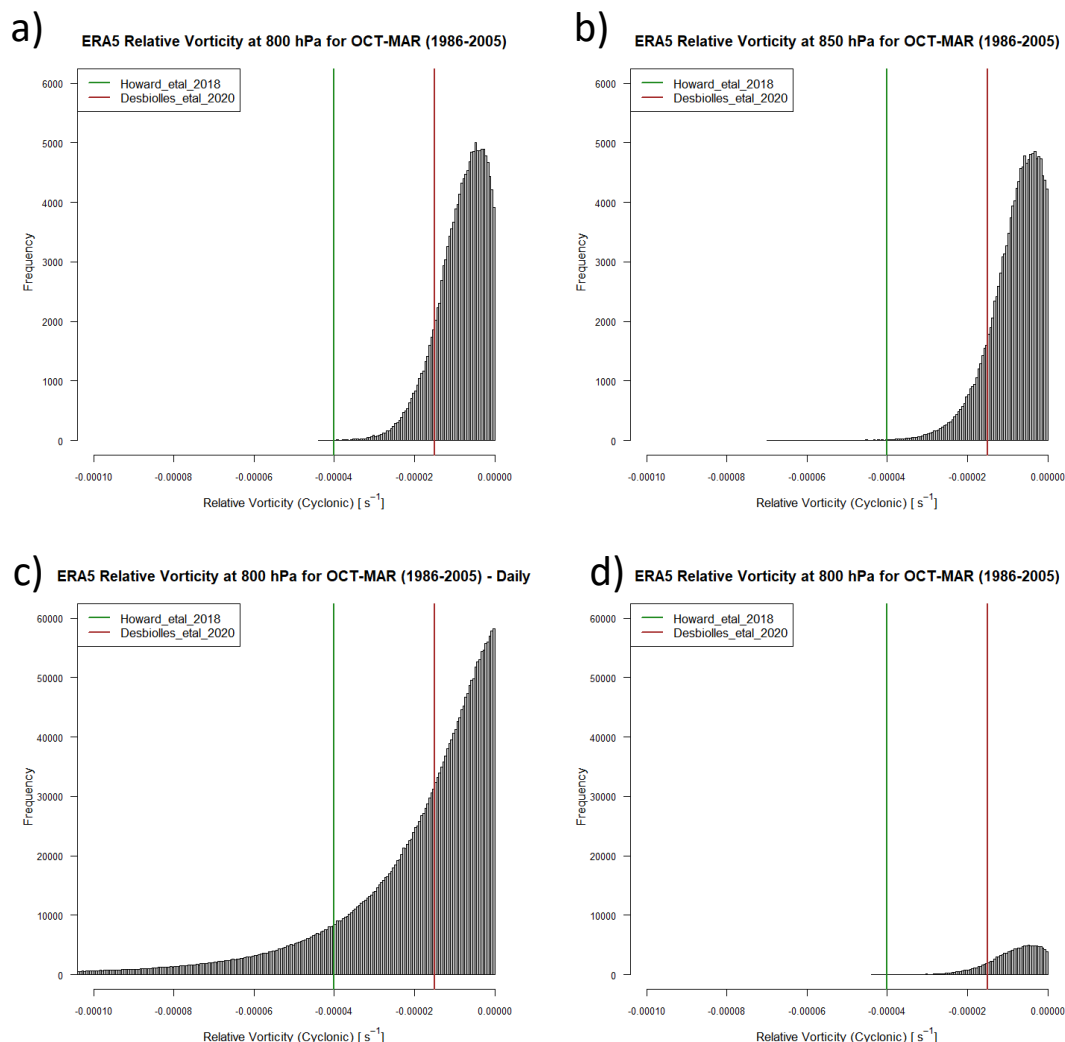 a)
ERA5 Relative Vorticity at 800 hPa for OCT-MAR (1986-2005)
Howard_etal_2018
Desbiolles_etal_2020
Frequency
6000
5000
4000
3000
2000
1000
0
-0.00010 -0.00008 -0.00006 -0.00004 -0.00002 0.00000
Relative Vorticity (Cyclonic) [ s⁻¹]
b)
ERA5 Relative Vorticity at 850 hPa for OCT-MAR (1986-2005)
Howard_etal_2018
Desbiolles_etal_2020
Frequency
6000
5000
4000
3000
2000
1000
0
-0.00010 -0.00008 -0.00006 -0.00004 -0.00002 0.00000
Relative Vorticity (Cyclonic) [ s⁻¹]
c)
ERA5 Relative Vorticity at 800 hPa for OCT-MAR (1986-2005) - Daily
Howard_etal_2018
Desbiolles_etal_2020
Frequency
60000
50000
40000
30000
20000
10000
0
-0.00010 -0.00008 -0.00006 -0.00004 -0.00002 0.00000
Relative Vorticity (Cyclonic) [ s⁻¹]
d)
ERA5 Relative Vorticity at 800 hPa for OCT-MAR (1986-2005)
Howard_etal_2018
Desbiolles_etal_2020
Frequency
60000
50000
40000
30000
20000
10000
0
-0.00010 -0.00008 -0.00006 -0.00004 -0.00002 0.00000
Relative Vorticity (Cyclonic) [ s⁻¹]